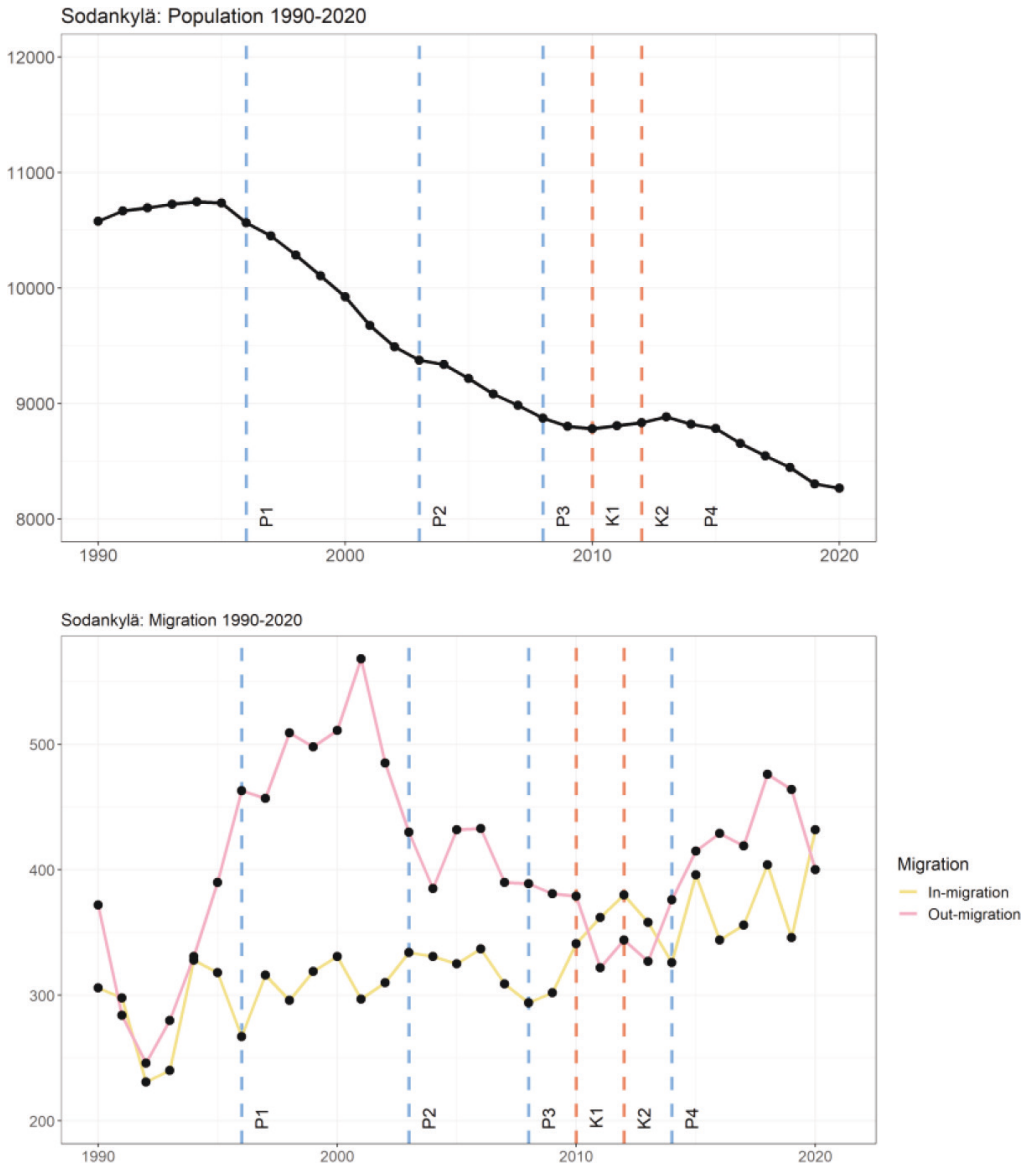 Sodankylä: Population 1990-2020
12000
11000
10000
9000
8000
P1
P2
P3
K1
K2
P4
1990
2000
2010
2020
Sodankylä: Migration 1990-2020
500
400
300
200
P1
P2
P3
K1
K2
P4
1990
2000
2010
2020
Migration
In-migration
Out-migration